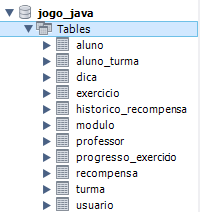 jogo_java
Tables
aluno
aluno_turma
dica
exercicio
historico_recompensa
modulo
professor
progresso_exercicio
recompensa
turma
usuario